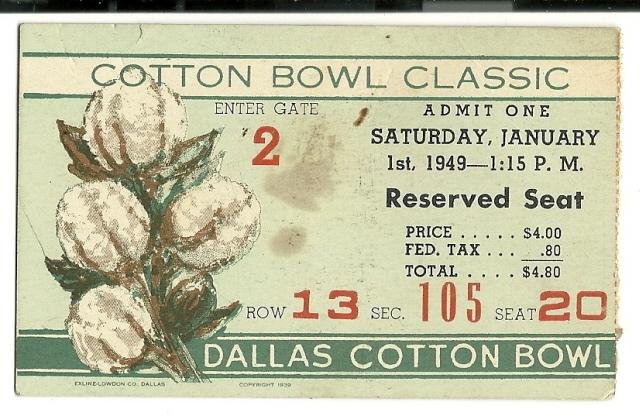 COTTON BOWL CLASSIC
ENTER GATE
2
ADMIT ONE
SATURDAY, JANUARY
1st, 1949—1:15 P. M.
Reserved Seat
PRICE . . . . . $4.00
FED. TAX . . . .80
TOTAL . . . . $4.80
ROW 13 SEC. 105 SEAT 20
DALLAS COTTON BOWL
EXLINE-LOWDON CO., DALLAS
COPYRIGHT 1939